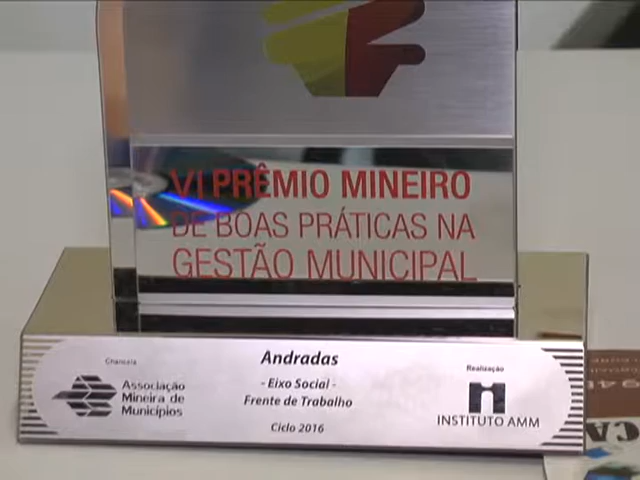 VI PRÊMIO MINEIRO
DE BOAS PRÁTICAS NA
GESTÃO MUNICIPAL
Chancela
Associação
Mineira de
Municípios
Andradas
- Eixo Social -
Frente de Trabalho
Ciclo 2016
Realização
INSTITUTO AMM